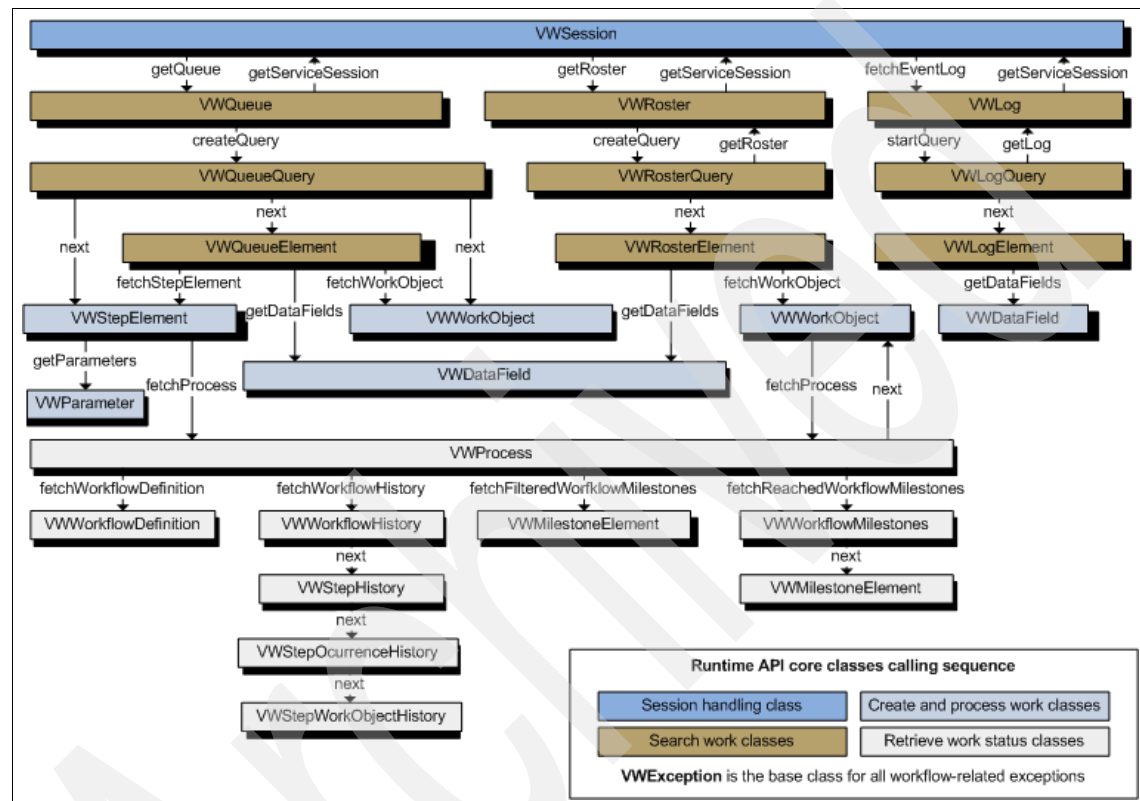 VWSession
getQueue
getServiceSession
getRoster
getServiceSession
fetchEventLog
getServiceSession
VWQueue
VWRoster
VWLog
createQuery
createQuery
getRoster
startQuery
getLog
VWQueueQuery
VWRosterQuery
VWLogQuery
next
next
next
next
next
VWQueueElement
VWRosterElement
VWLogElement
fetchStepElement
fetchWorkObject
fetchWorkObject
getDataFields
getDataFields
getDataFields
VWStepElement
VWWorkObject
VWWorkObject
VWDataField
getParameters
fetchProcess
VWDataField
fetchProcess
next
VWParameter
VWProcess
fetchWorkflowDefinition
fetchWorkflowHistory
fetchFilteredWorfklowMilestones
fetchReachedWorkflowMilestones
VWWorkflowDefinition
VWWorkflowHistory
VWMilestoneElement
VWWorkflowMilestones
next
next
VWStepHistory
VWMilestoneElement
next
VWStepOcurrenceHistory
next
VWStepWorkObjectHistory
Runtime API core classes calling sequence
Session handling class
Create and process work classes
Search work classes
Retrieve work status classes
VWException is the base class for all workflow-related exceptions
Archived